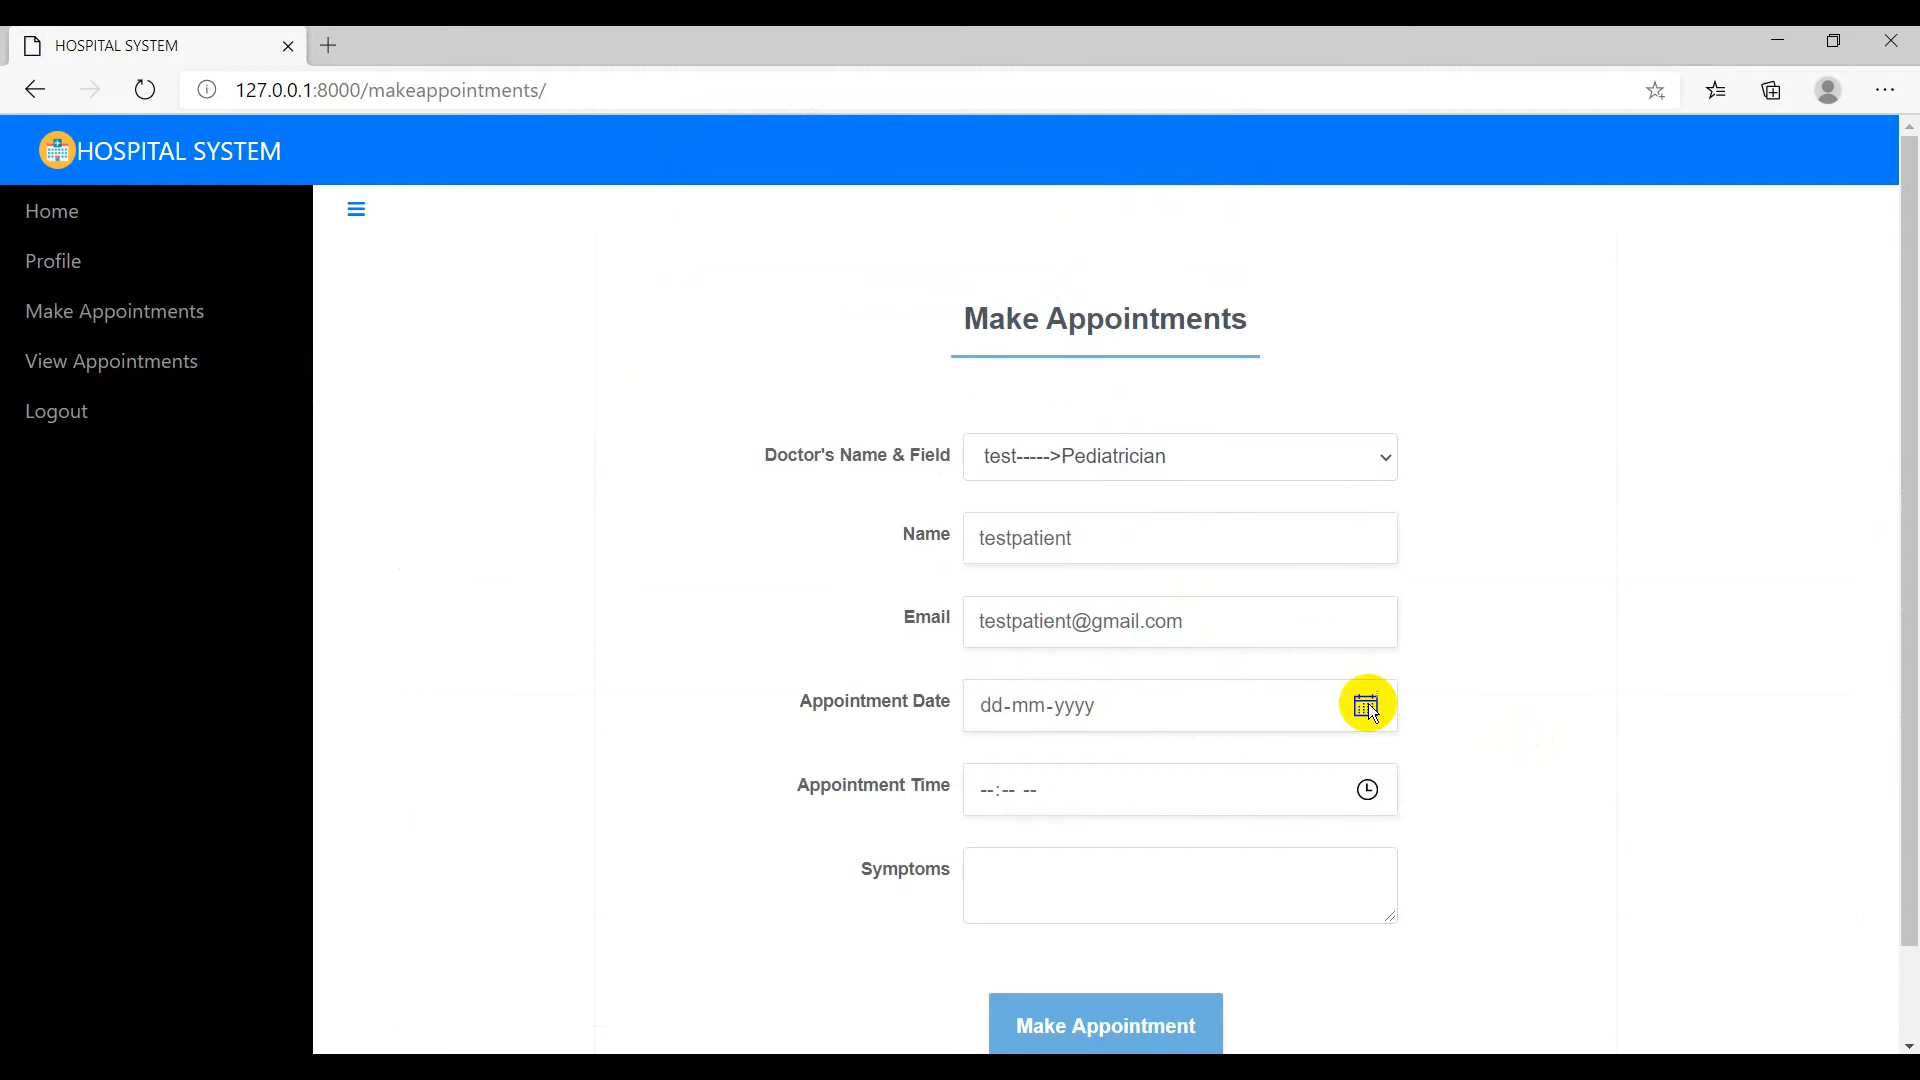 HOSPITAL SYSTEM
127.0.0.1:8000/makeappointments/
HOSPITAL SYSTEM
Home
Profile
Make Appointments
View Appointments
Logout
Make Appointments
Doctor's Name & Field test----->Pediatrician
Name testpatient
Email testpatient@gmail.com
Appointment Date dd-mm-yyyy
Appointment Time --:-- --
Symptoms
Make Appointment